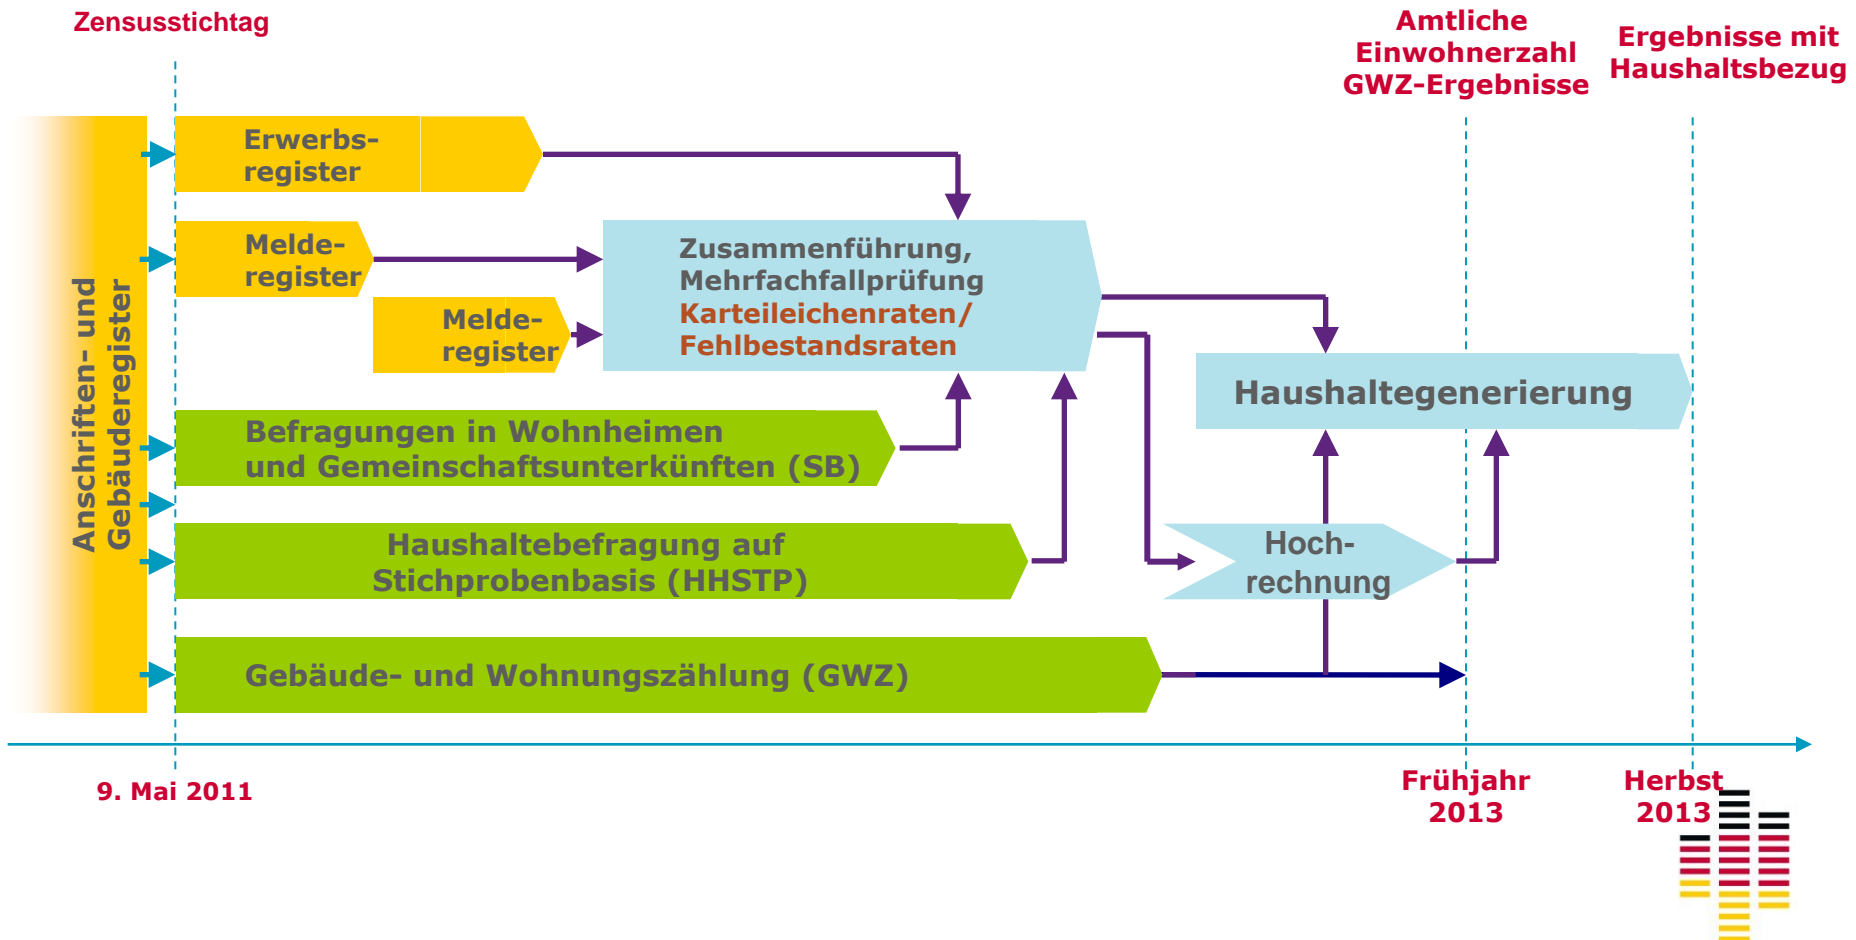 Zensusstichtag
Amtliche
Einwohnerzahl
GWZ-Ergebnisse
Ergebnisse mit
Haushaltsbezug
Anschriften- und
Gebäuderegister
Erwerbs-
register
Melde-
register
Melde-
register
Zusammenführung,
Mehrfachfallprüfung
Karteileichenraten/
Fehlbestandsraten
Haushaltegenerierung
Befragungen in Wohnheimen
und Gemeinschaftsunterkünften (SB)
Haushaltebefragung auf
Stichprobenbasis (HHSTP)
Hoch-
rechnung
Gebäude- und Wohnungszählung (GWZ)
9. Mai 2011
Frühjahr
2013
Herbst
2013